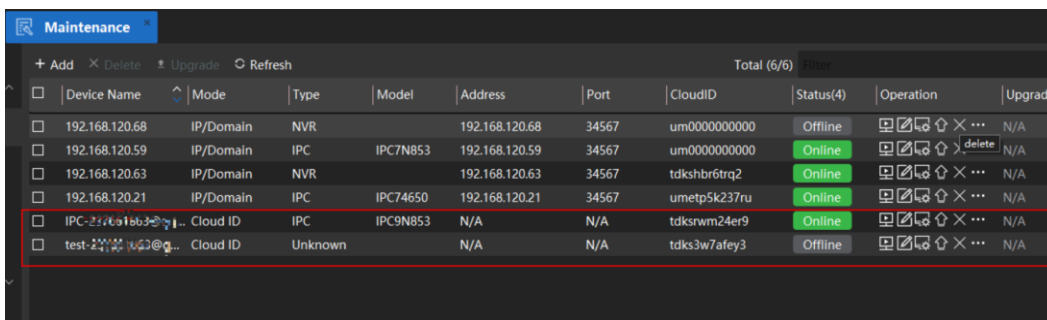 Maintenance ×
+ Add × Delete Upgrade Refresh Total (6/6) Filter
Device Name Mode Type Model Address Port CloudID Status(4) Operation Upgrad
192.168.120.68 IP/Domain NVR 192.168.120.68 34567 um0000000000 Offline N/A
delete
192.168.120.59 IP/Domain IPC IPC7N853 192.168.120.59 34567 um0000000000 Online N/A
192.168.120.63 IP/Domain NVR 192.168.120.63 34567 tdkshbr6trq2 Online N/A
192.168.120.21 IP/Domain IPC IPC74650 192.168.120.21 34567 umetp5k237ru Online N/A
Cloud ID IPC IPC9N853 N/A N/A tdksrwm24er9 Online N/A
Cloud ID Unknown N/A N/A tdks3w7afey3 Offline N/A